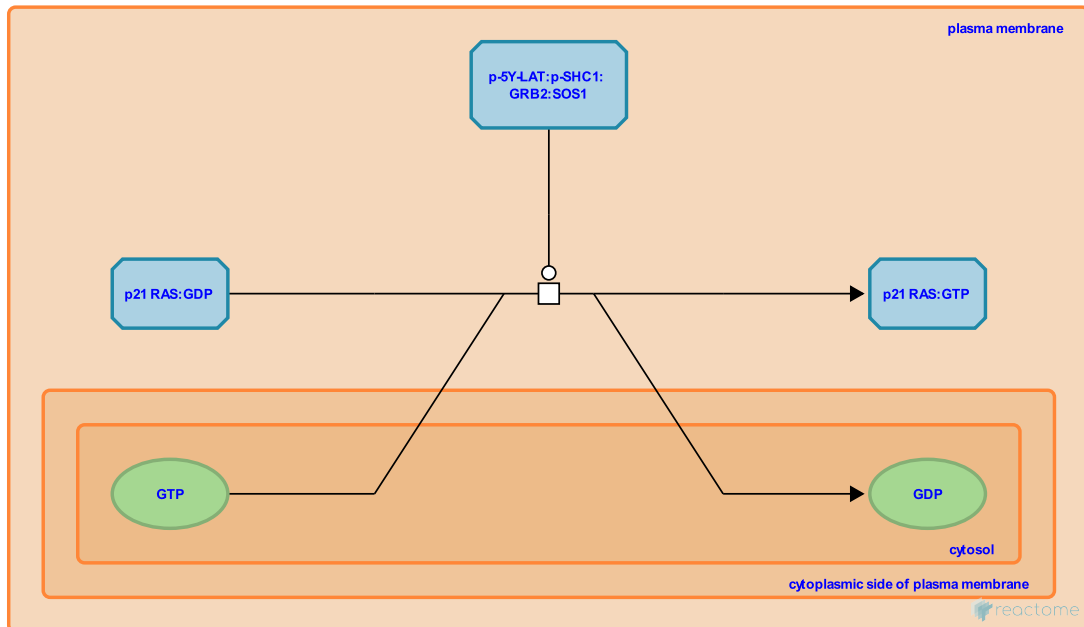 plasma membrane
p-5Y-LAT:p-SHC1:
GRB2:SOS1
p21 RAS:GDP
p21 RAS:GTP
GTP
GDP
cytosol
cytoplasmic side of plasma membrane
reactome